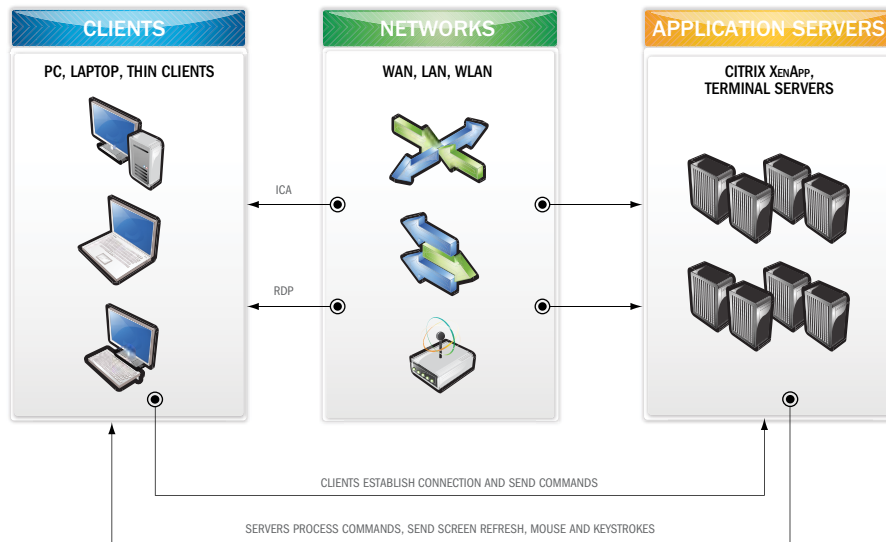 CLIENTS
PC, LAPTOP, THIN CLIENTS
NETWORKS
WAN, LAN, WLAN
APPLICATION SERVERS
CITRIX XENAPP,
TERMINAL SERVERS
ICA
RDP
CLIENTS ESTABLISH CONNECTION AND SEND COMMANDS
SERVERS PROCESS COMMANDS, SEND SCREEN REFRESH, MOUSE AND KEYSTROKES